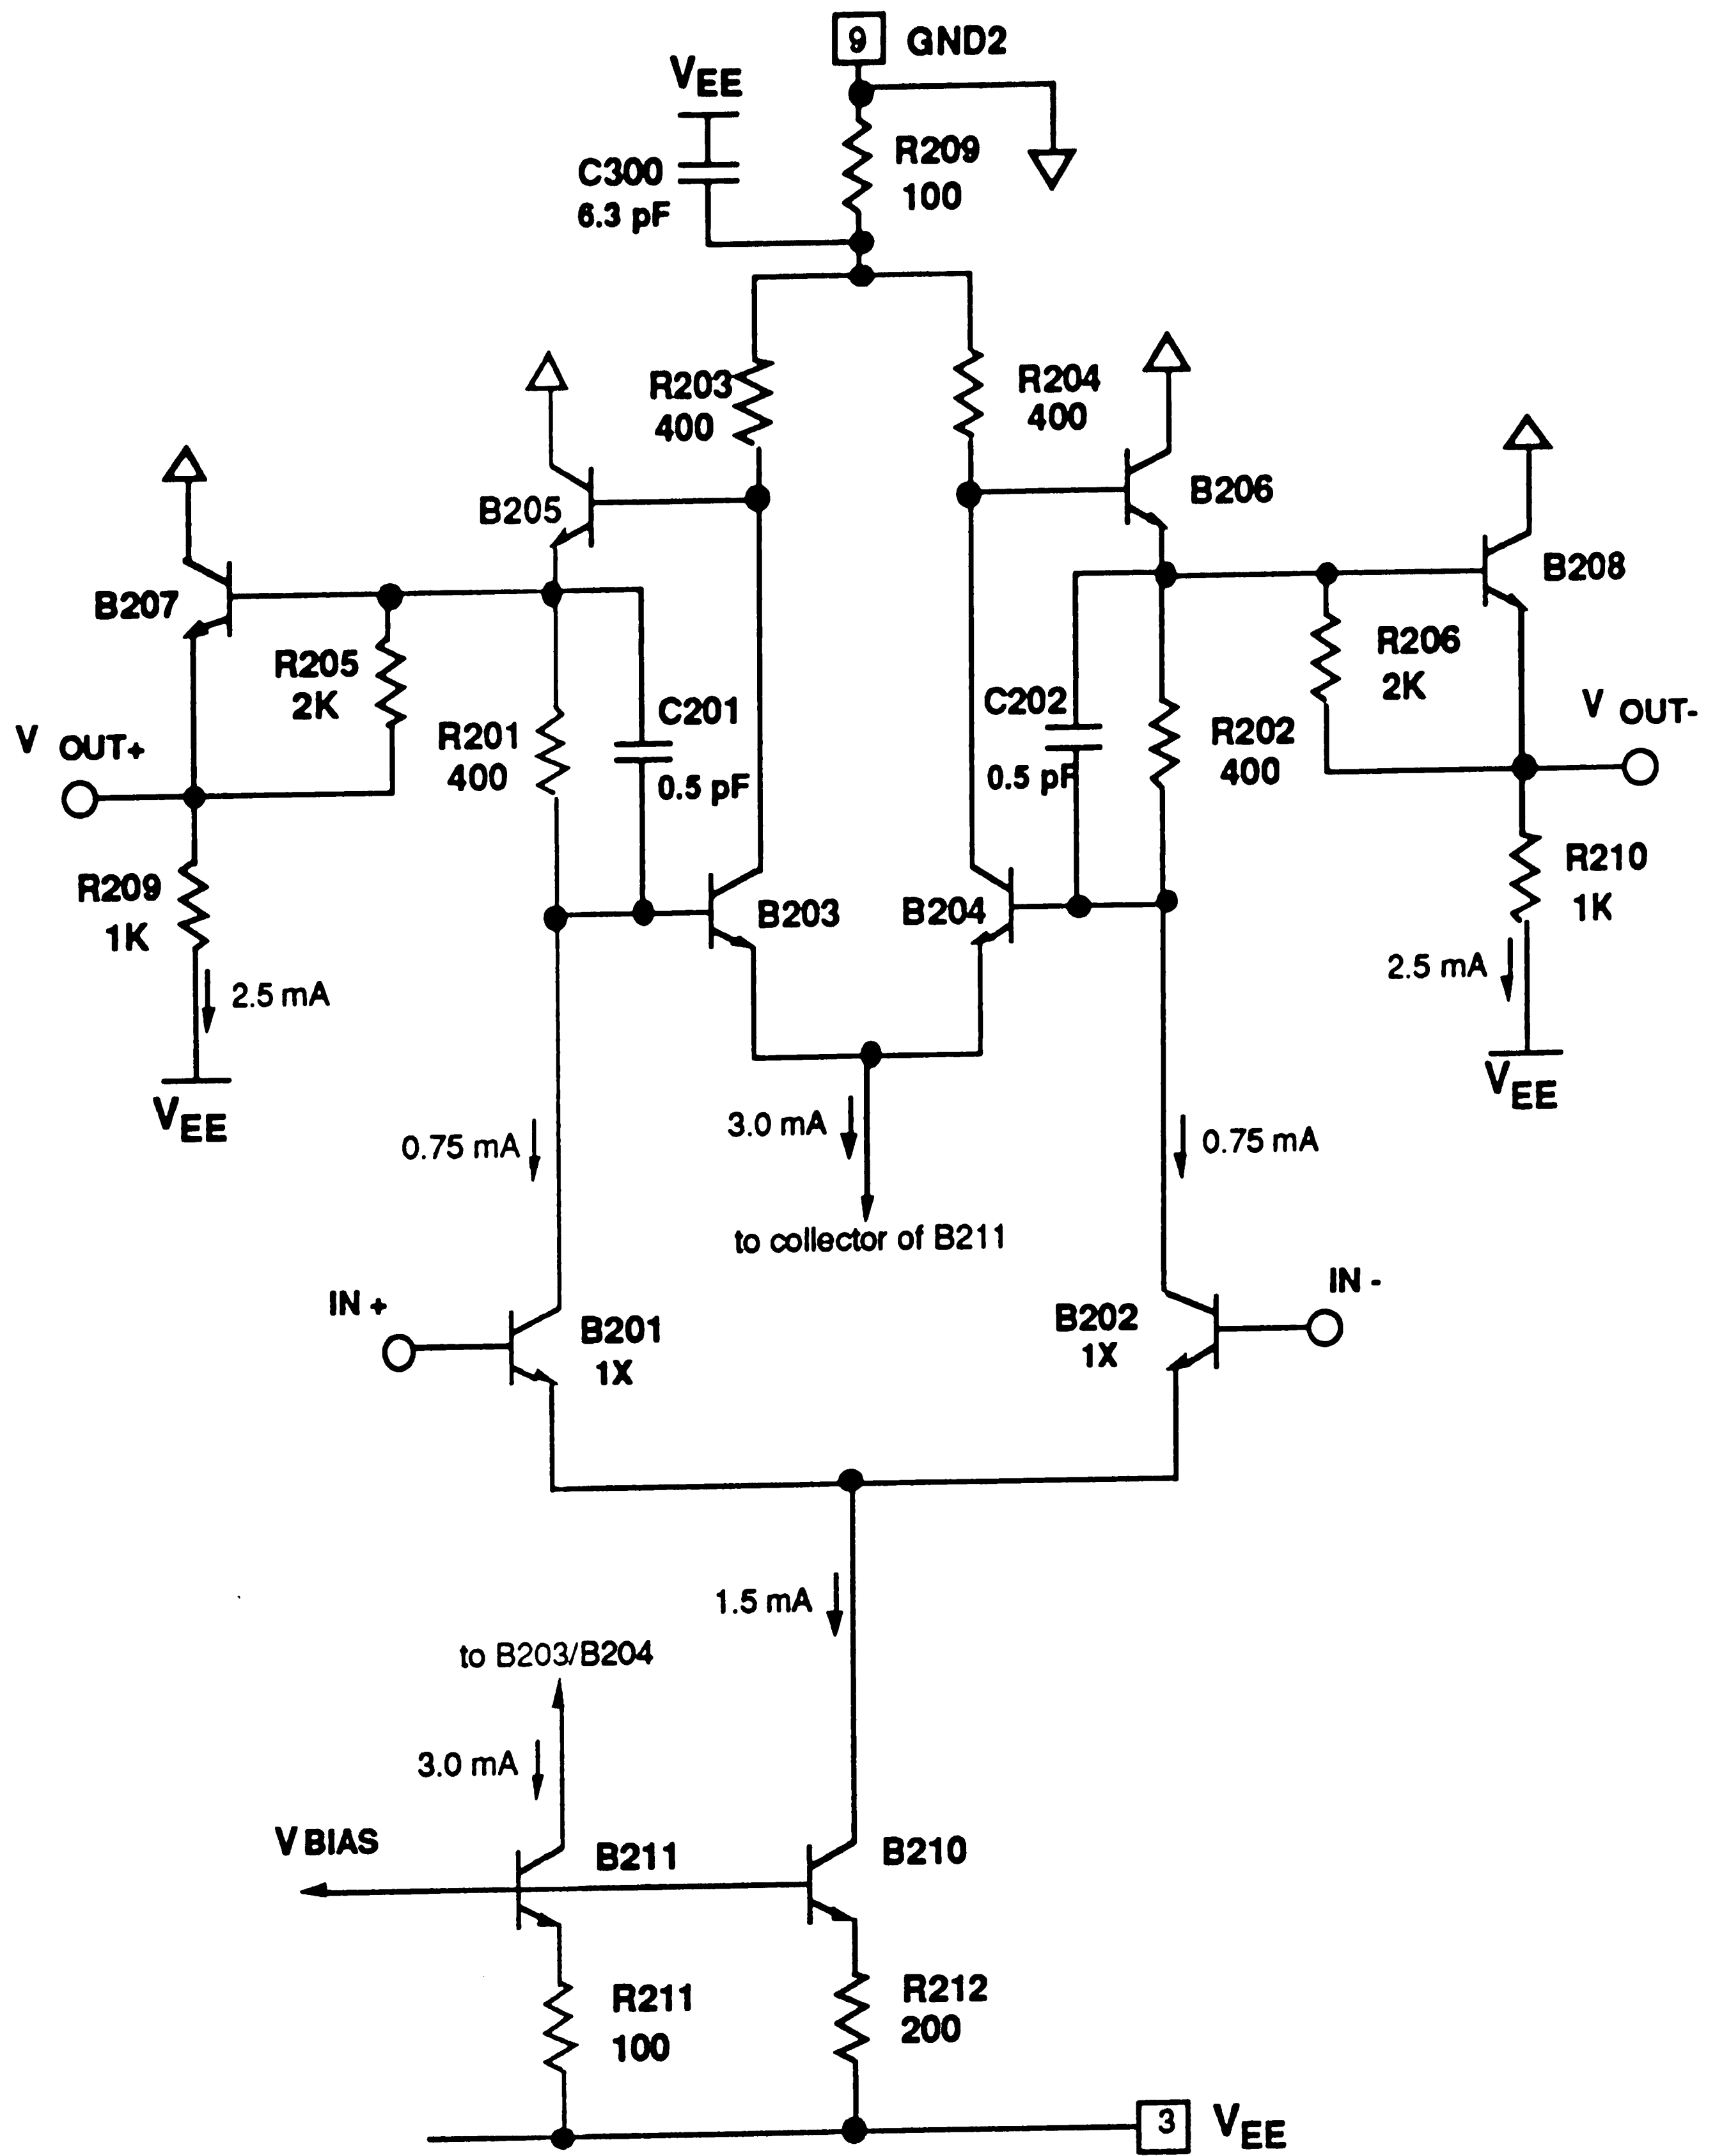 9 GND2
VEE
C300
6.3 pF
R209
100
R203
400
R204
400
B205
B206
B207
B208
R205
2K
R206
2K
R201
400
C201
0.5 pF
C202
0.5 pF
R202
400
V OUT+
V OUT-
R209
1K
R210
1K
B203
B204
2.5 mA
2.5 mA
VEE
VEE
0.75 mA
3.0 mA
0.75 mA
to collector of B211
IN +
IN -
B201
1X
B202
1X
1.5 mA
to B203/B204
3.0 mA
VBIAS
B211
B210
R211
100
R212
200
3 VEE